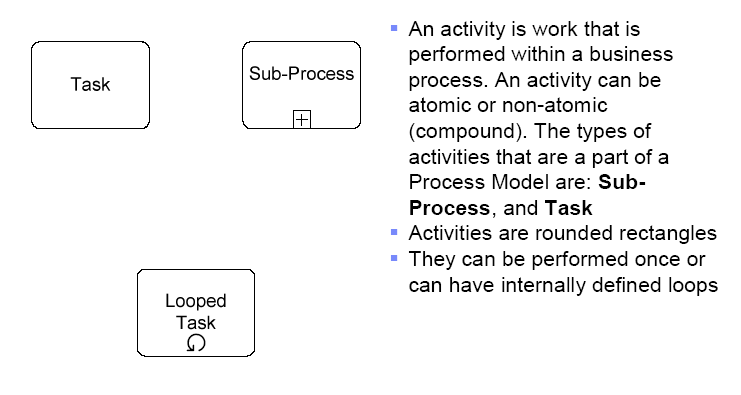 Task
Sub-Process
Looped
Task
An activity is work that is
performed within a business
process. An activity can be
atomic or non-atomic
(compound). The types of
activities that are a part of a
Process Model are: Sub-
Process, and Task
Activities are rounded rectangles
They can be performed once or
can have internally defined loops